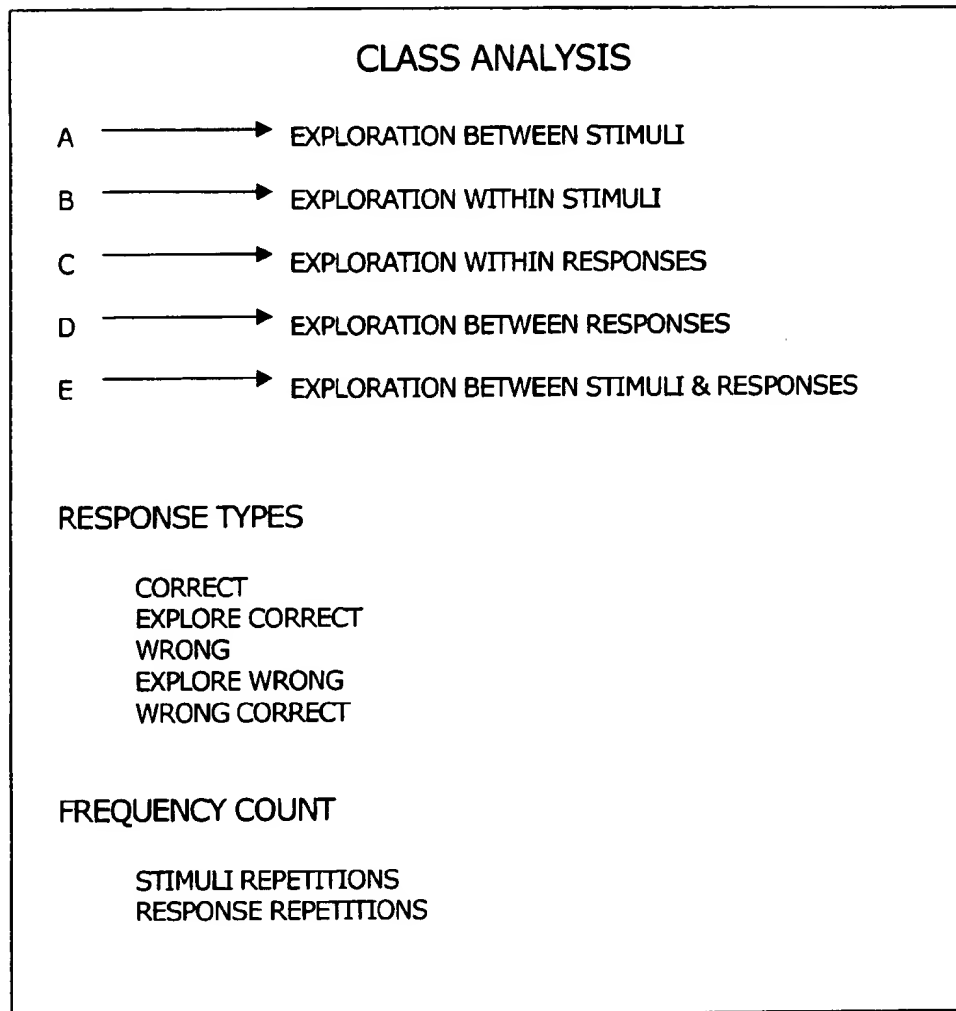 CLASS ANALYSIS
A EXPLORATION BETWEEN STIMULI
B EXPLORATION WITHIN STIMULI
C EXPLORATION WITHIN RESPONSES
D EXPLORATION BETWEEN RESPONSES
E EXPLORATION BETWEEN STIMULI & RESPONSES
RESPONSE TYPES
CORRECT
EXPLORE CORRECT
WRONG
EXPLORE WRONG
WRONG CORRECT
FREQUENCY COUNT
STIMULI REPETITIONS
RESPONSE REPETITIONS